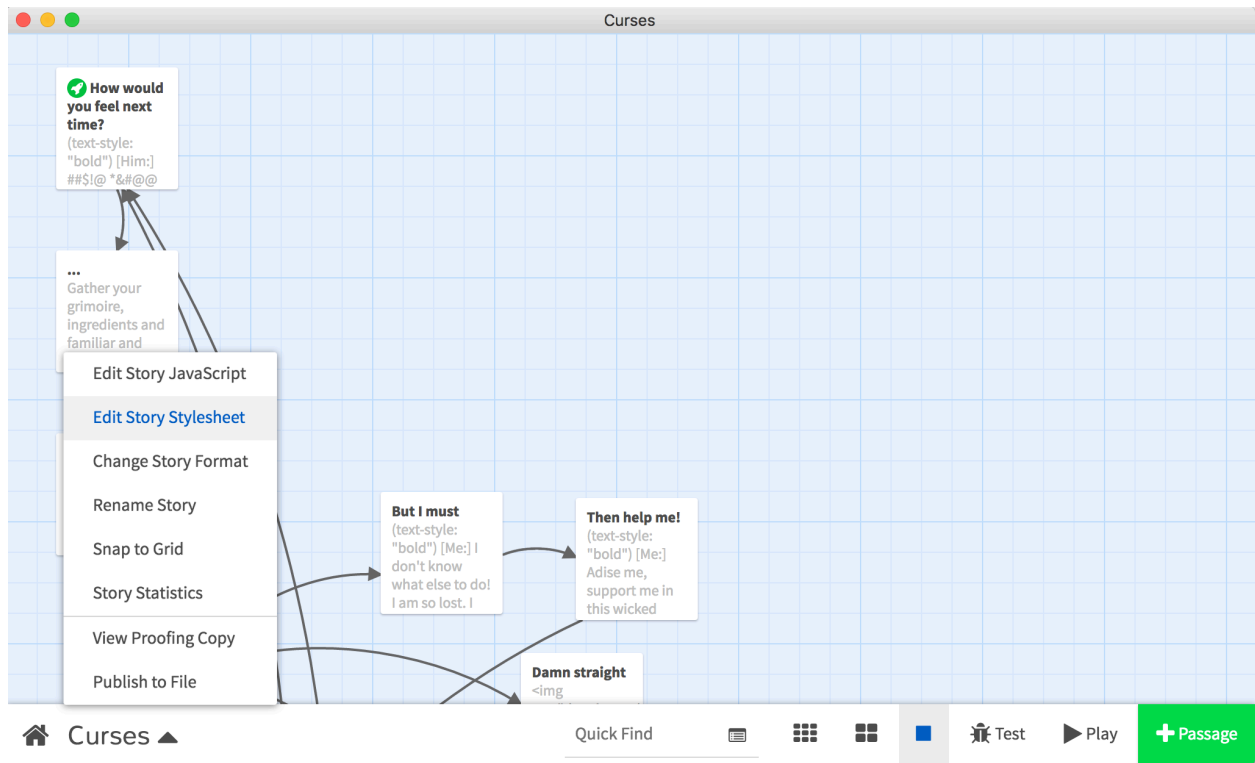 Curses
How would
you feel next
time?
(text-style:
"bold") [Him:]
##$!@ *&#@@
...
Gather your
grimoire,
ingredients and
familiar and
Edit Story JavaScript
Edit Story Stylesheet
Change Story Format
Rename Story
Snap to Grid
Story Statistics
View Proofing Copy
Publish to File
But I must
(text-style:
"bold") [Me:] I
don't know
what else to do!
I am so lost. I
Then help me!
(text-style:
"bold") [Me:]
Adise me,
support me in
this wicked
Damn straight
<img
Curses
Quick Find
Test
Play
Passage